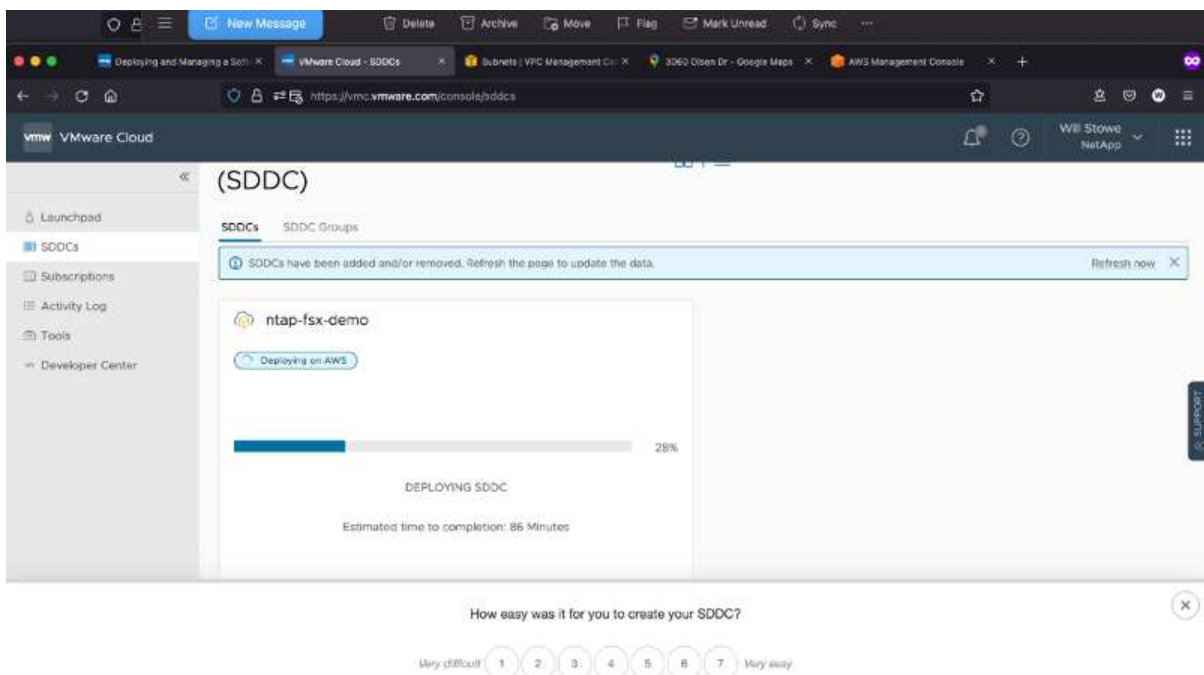 New Message Delete Archive Move Flag Mark Unread Sync ...
Deploying and Managing a Soft VMware Cloud - SDDCs Subnets | VPC Management Co 3060 Olsen Dr - Google Maps AWS Management Console
https://vmc.vmware.com/console/sddcs
vmw VMware Cloud
Will Stowe
NetApp
(SDDC)
Launchpad
SDDCs
Subscriptions
Activity Log
Tools
Developer Center
SDDCs SDDC Groups
SDDCs have been added and/or removed. Refresh the page to update the data. Refresh now
ntap-fsx-demo
Deploying on AWS
28%
DEPLOYING SDDC
Estimated time to completion: 86 Minutes
SUPPORT
How easy was it for you to create your SDDC?
Very difficult 1 2 3 4 5 6 7 Very easy